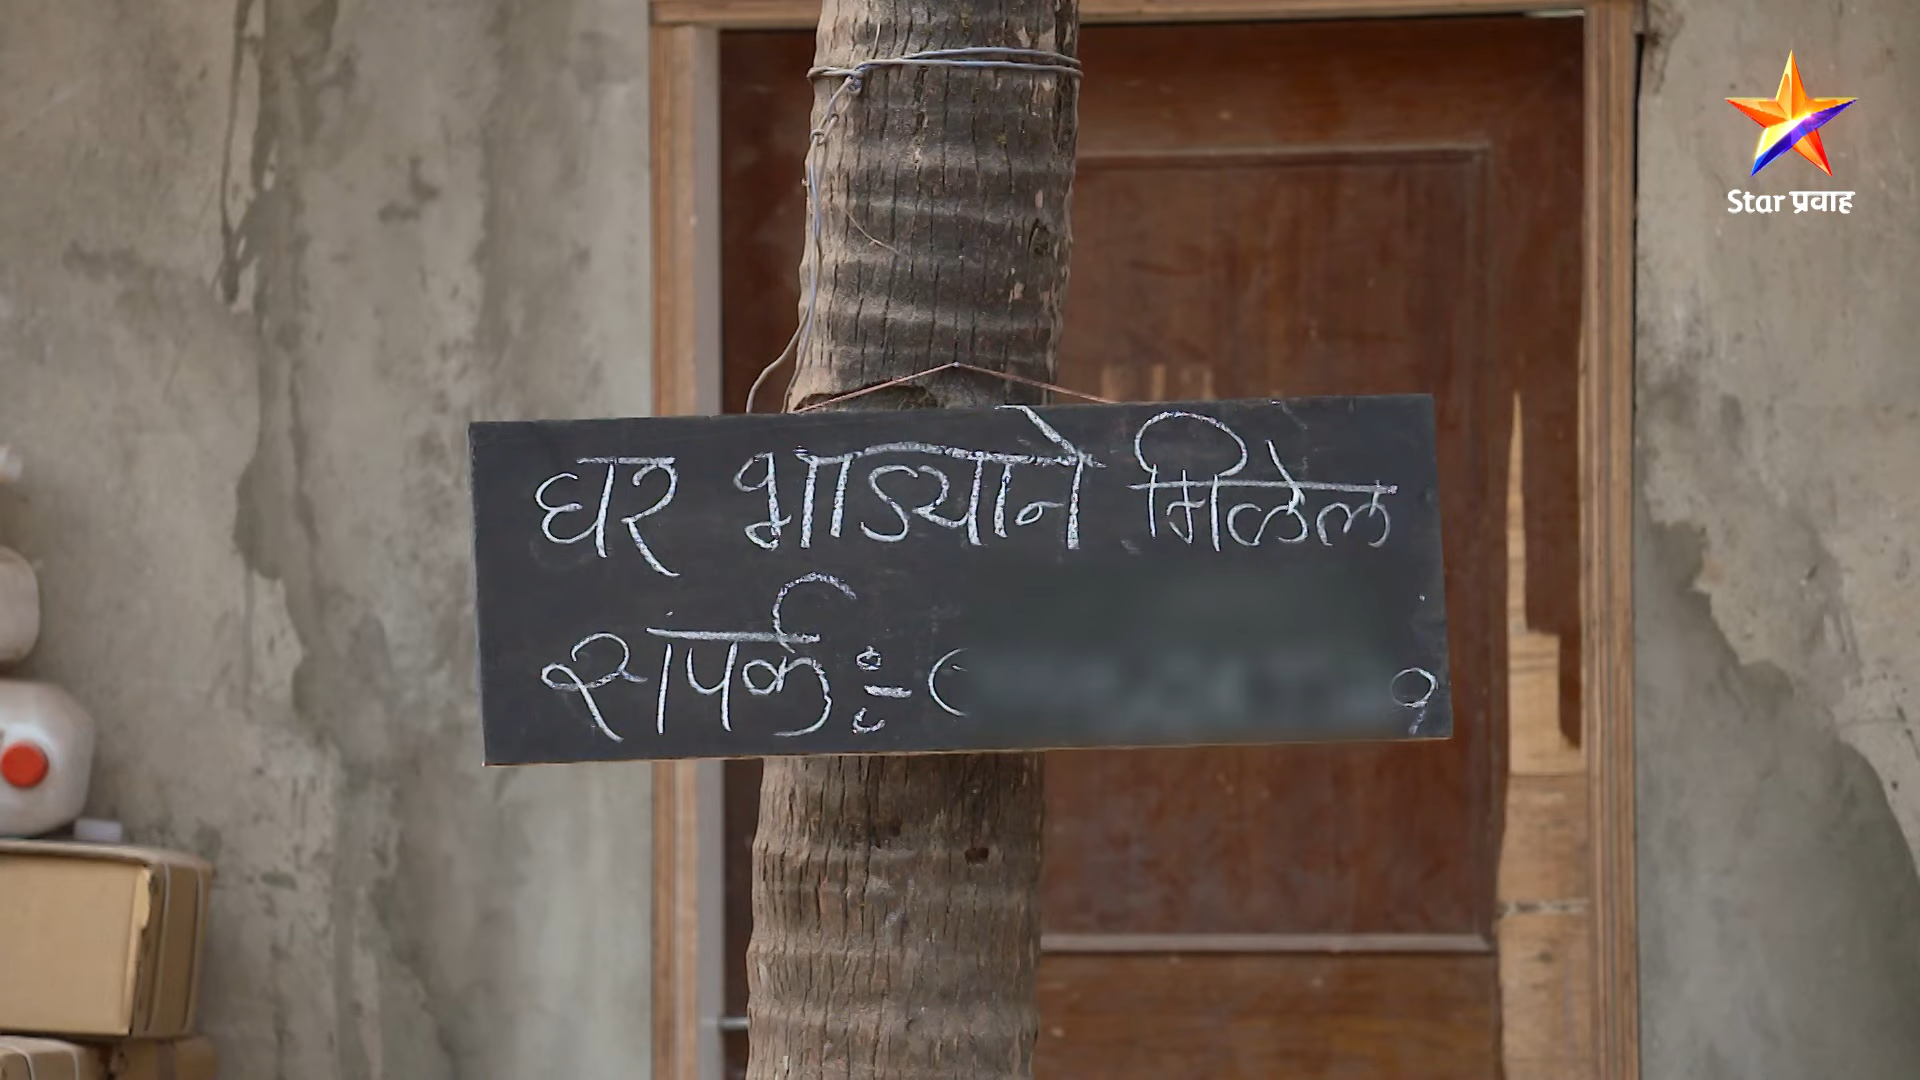 घर भाड्याने मिळेल
संपर्क :-
Star प्रवाह